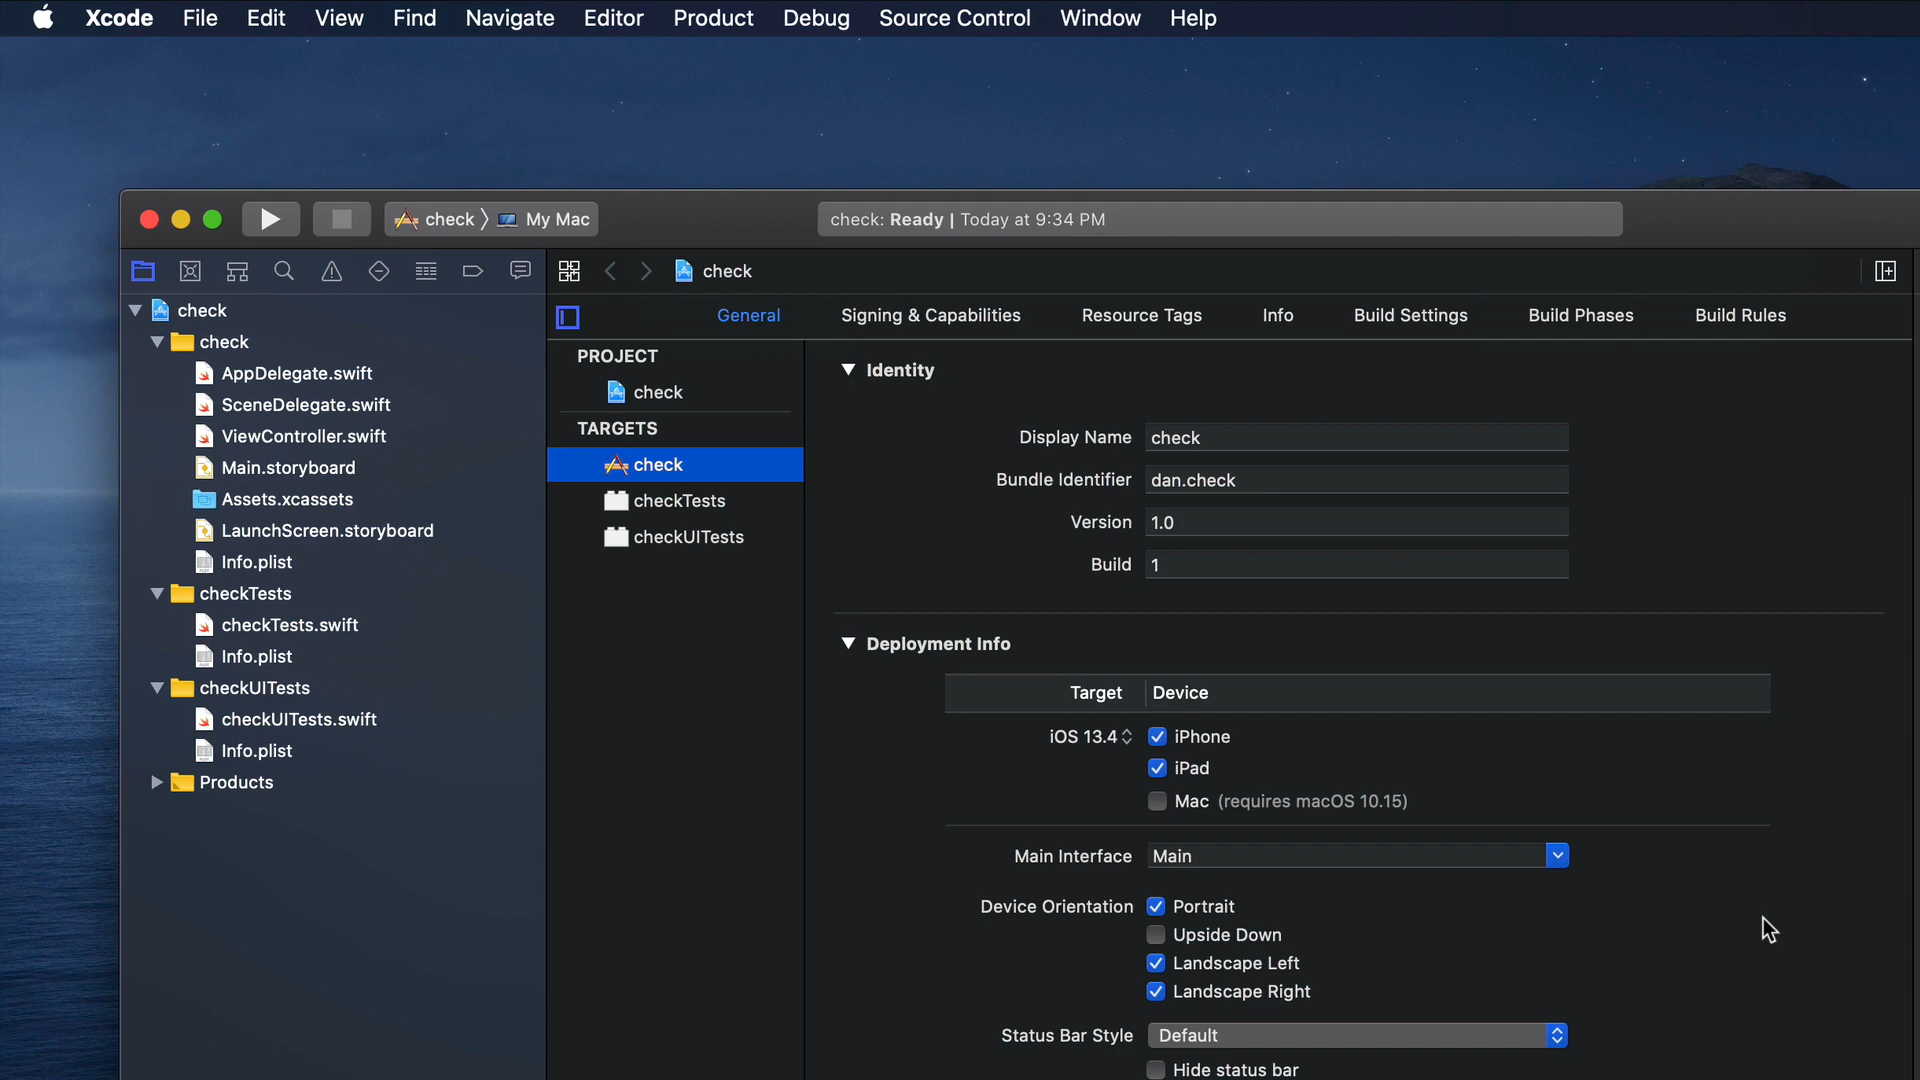 Xcode File Edit View Find Navigate Editor Product Debug Source Control Window Help
check My Mac
check: Ready | Today at 9:34 PM
check
check
check
AppDelegate.swift
SceneDelegate.swift
ViewController.swift
Main.storyboard
Assets.xcassets
LaunchScreen.storyboard
Info.plist
checkTests
checkTests.swift
Info.plist
checkUITests
checkUITests.swift
Info.plist
Products
General Signing & Capabilities Resource Tags Info Build Settings Build Phases Build Rules
PROJECT
check
TARGETS
check
checkTests
checkUITests
Identity
Display Name check
Bundle Identifier dan.check
Version 1.0
Build 1
Deployment Info
Target Device
iOS 13.4 iPhone
iPad
Mac (requires macOS 10.15)
Main Interface Main
Device Orientation Portrait
Upside Down
Landscape Left
Landscape Right
Status Bar Style Default
Hide status bar